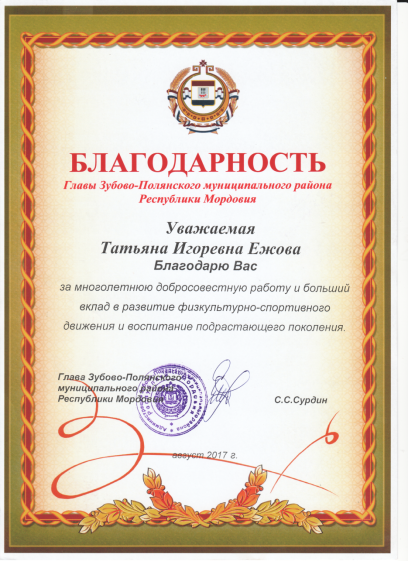 БЛАГОДАРНОСТЬ
Главы Зубово-Полянского муниципального района
Республики Мордовия
Уважаемая
Татьяна Игоревна Ежова
Благодарю Вас
за многолетнюю добросовестную работу и больший
вклад в развитие физкультурно-спортивного
движения и воспитание подрастающего поколения.
Глава Зубово-Полянского
муниципального района
Республики Мордовия
С.С.Сурдин
август 2017 г.